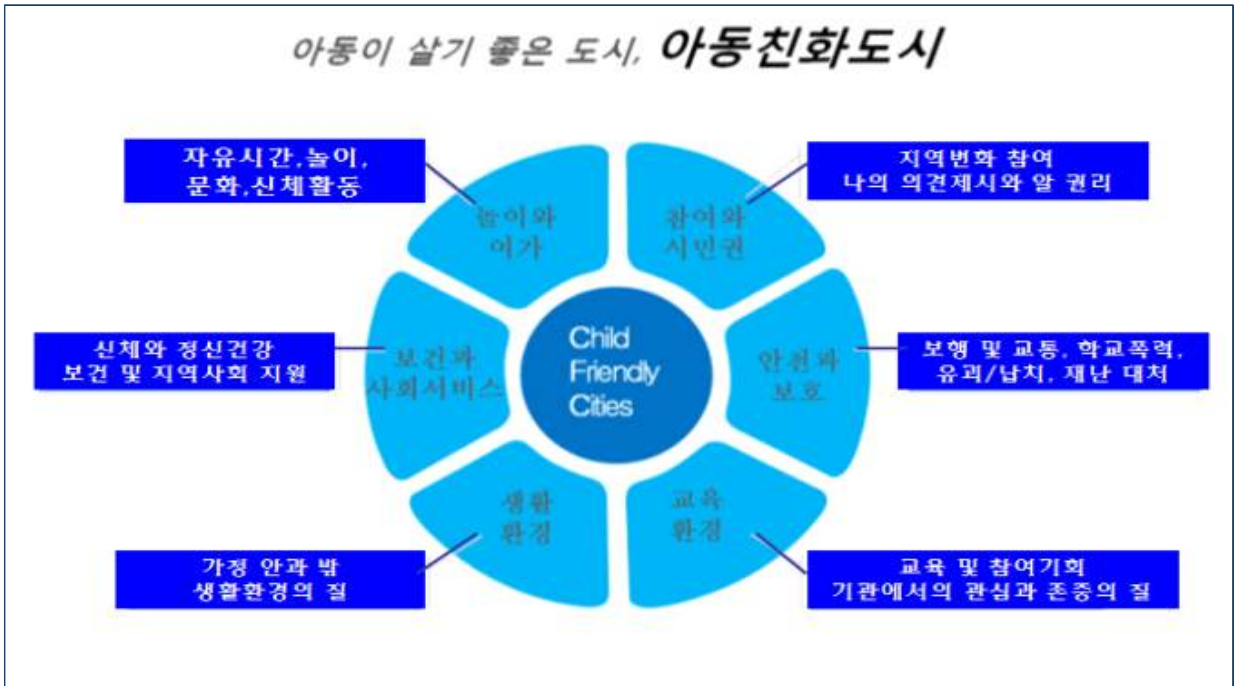 아동이 살기 좋은 도시, 아동친화도시
자유시간,놀이,
문화,신체활동
지역변화 참여
나의 의견제시와 알 권리
놀이와
여가
참여와
시민권
신체와 정신건강
보건 및 지역사회 지원
보건과
사회서비스
Child
Friendly
Cities
안전과
보호
보행 및 교통, 학교폭력,
유괴/납치, 재난 대처
생활
환경
교육
환경
가정 안과 밖
생활환경의 질
교육 및 참여기회
기관에서의 관심과 존중의 질